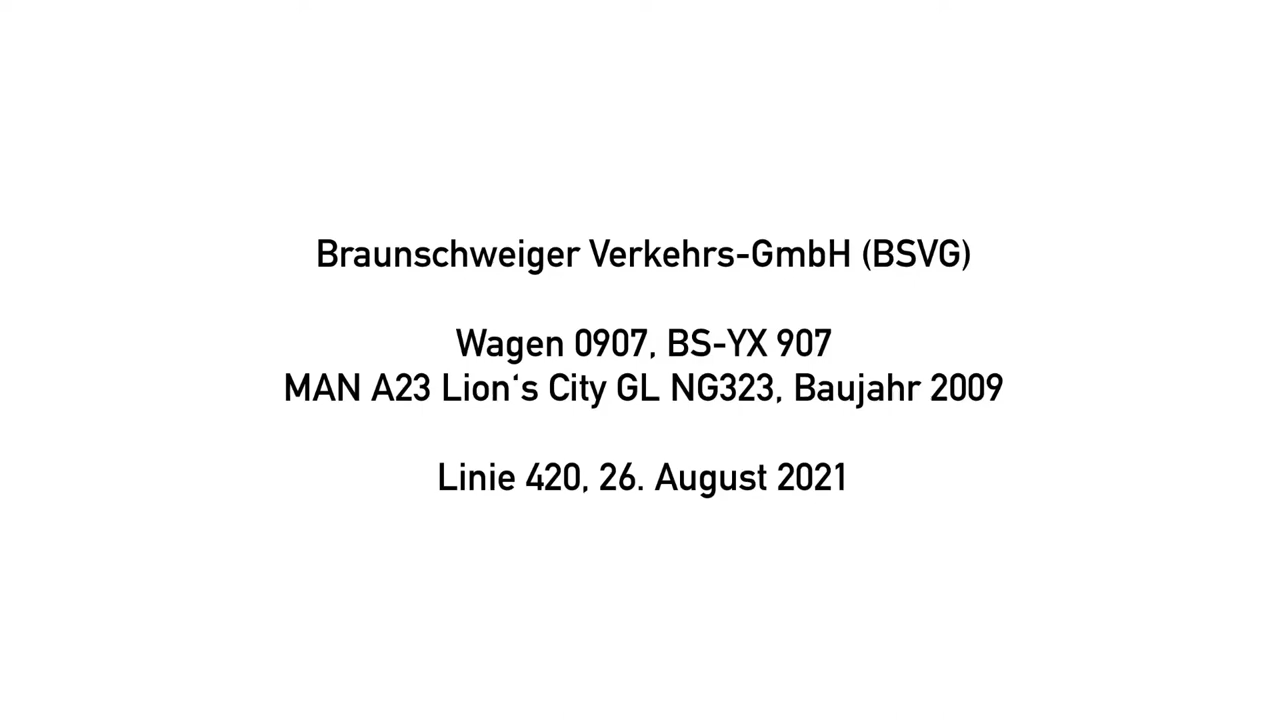 Braunschweiger Verkehrs-GmbH (BSVG)
Wagen 0907, BS-YX 907
MAN A23 Lion‘s City GL NG323, Baujahr 2009
Linie 420, 26. August 2021